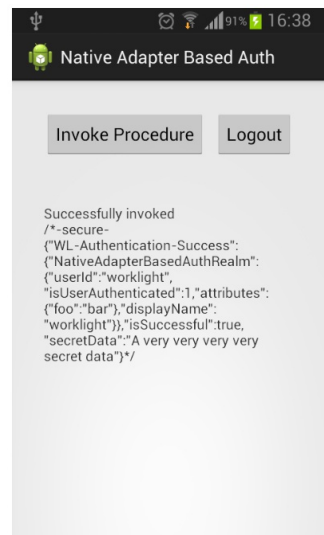 91% 16:38
Native Adapter Based Auth
Invoke Procedure Logout
Successfully invoked
/*-secure-
{"WL-Authentication-Success":
{"NativeAdapterBasedAuthRealm":
{"userId":"worklight",
"isUserAuthenticated":1,"attributes":
{"foo":"bar"},"displayName":
"worklight"}},"isSuccessful":true,
"secretData":"A very very very very
secret data"}*/